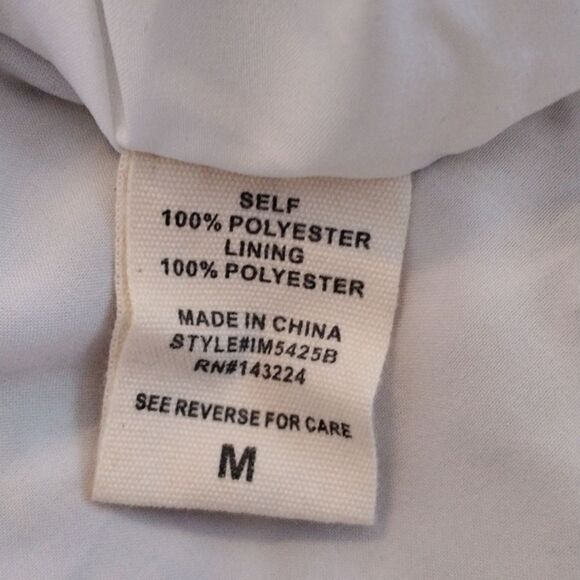 SELF
100% POLYESTER
LINING
100% POLYESTER
MADE IN CHINA
STYLE#IM5425B
RN#143224
SEE REVERSE FOR CARE
M